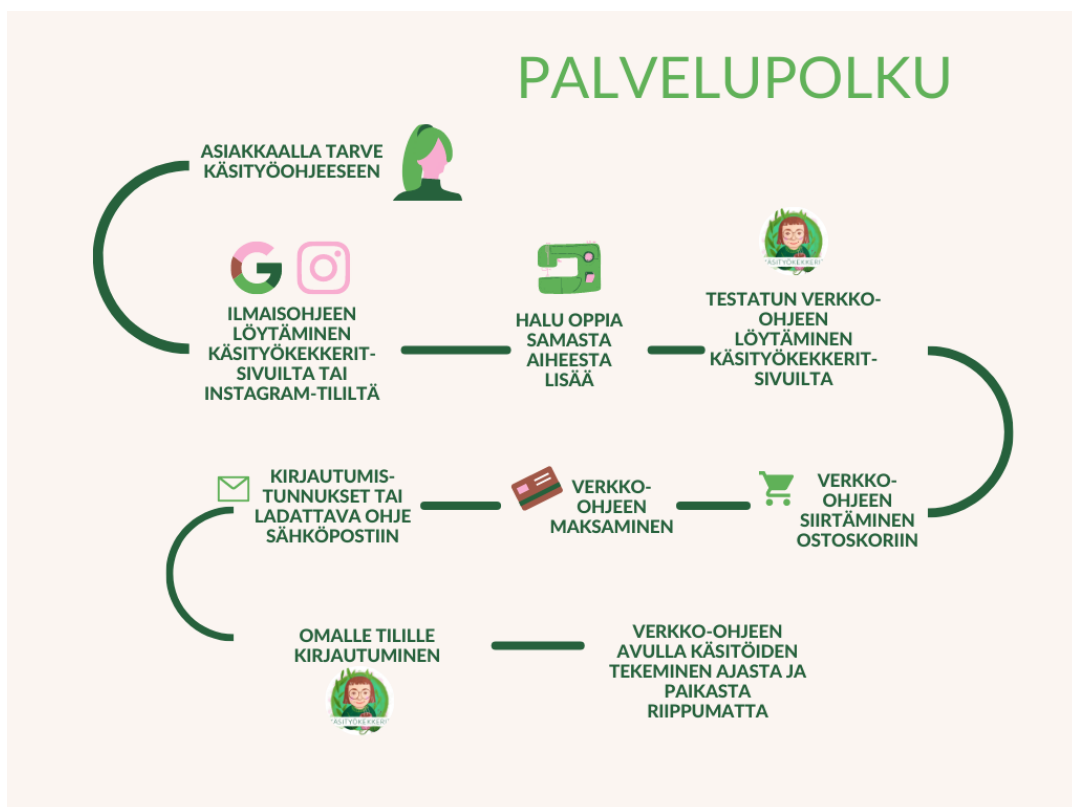 PALVELUPOLKU
ASIAKKAALLA TARVE
KÄSITYÖOHJEESEEN
ILMAISOHJEEN
LÖYTÄMINEN
KÄSITYÖKEKKERIT-
SIVUILTA TAI
INSTAGRAM-TILILTÄ
HALU OPPIA
SAMASTA
AIHEESTA
LISÄÄ
TESTATUN VERKKO-
OHJEEN
LÖYTÄMINEN
KÄSITYÖKEKKERIT-
SIVUILTA
VERKKO-
OHJEEN
SIIRTÄMINEN
OSTOSKORIIN
VERKKO-
OHJEEN
MAKSAMINEN
KIRJAUTUMIS-
TUNNUKSET TAI
LADATTAVA OHJE
SÄHKÖPOSTIIN
OMALLE TILILLE
KIRJAUTUMINEN
VERKKO-OHJEEN
AVULLA KÄSITÖIDEN
TEKEMINEN AJASTA JA
PAIKASTA
RIIPPUMATTA